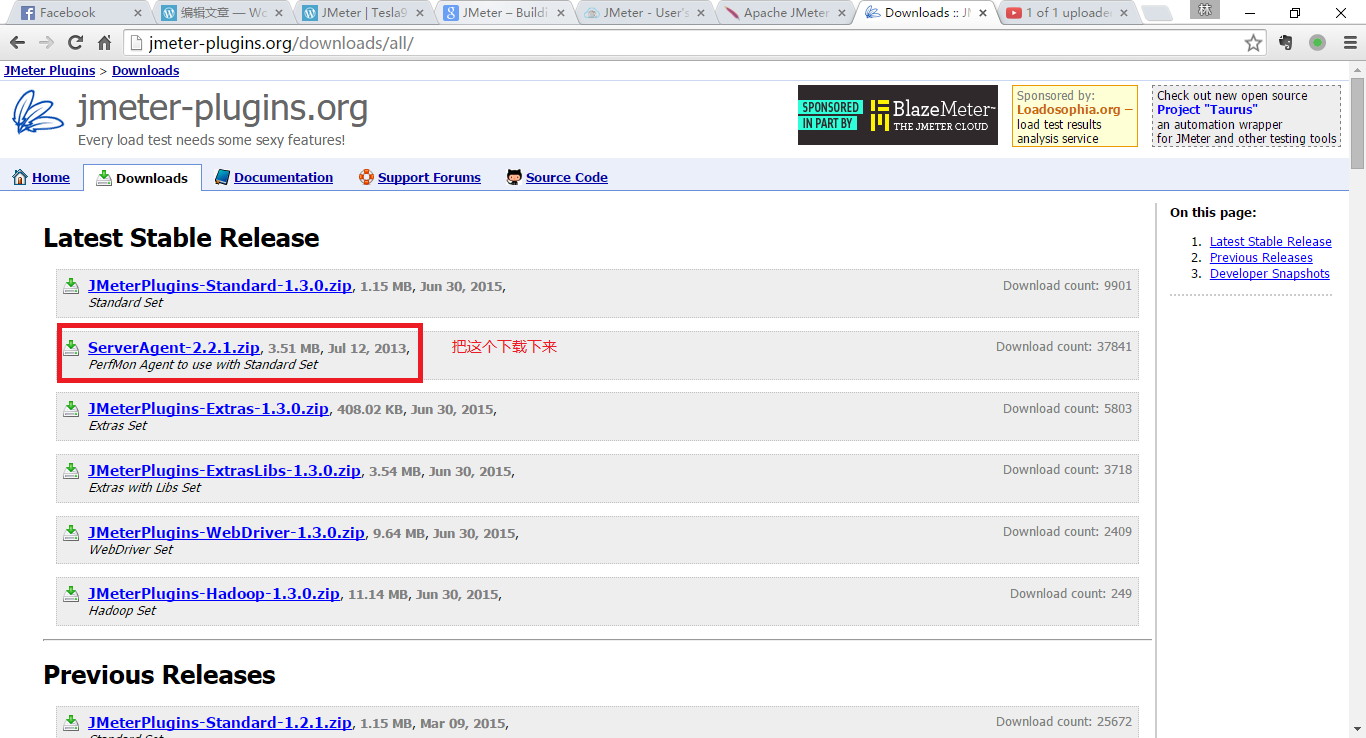 Facebook
编辑文章 — Wo
JMeter | Tesla9
JMeter – Buildi
JMeter - User's
Apache JMeter
Downloads :: JM
1 of 1 uploade
林
jmeter-plugins.org/downloads/all/
JMeter Plugins > Downloads
jmeter-plugins.org
Every load test needs some sexy features!
SPONSORED
IN PART BY
BlazeMeter™
THE JMETER CLOUD
Sponsored by:
Loadosophia.org —
load test results
analysis service
Check out new open source
Project "Taurus"
an automation wrapper
for JMeter and other testing tools
Home
Downloads
Documentation
Support Forums
Source Code
Latest Stable Release
JMeterPlugins-Standard-1.3.0.zip, 1.15 MB, Jun 30, 2015,
Download count: 9901
Standard Set
ServerAgent-2.2.1.zip, 3.51 MB, Jul 12, 2013,
把这个下载下来
Download count: 37841
PerfMon Agent to use with Standard Set
JMeterPlugins-Extras-1.3.0.zip, 408.02 KB, Jun 30, 2015,
Download count: 5803
Extras Set
JMeterPlugins-ExtrasLibs-1.3.0.zip, 3.54 MB, Jun 30, 2015,
Download count: 3718
Extras with Libs Set
JMeterPlugins-WebDriver-1.3.0.zip, 9.64 MB, Jun 30, 2015,
Download count: 2409
WebDriver Set
JMeterPlugins-Hadoop-1.3.0.zip, 11.14 MB, Jun 30, 2015,
Download count: 249
Hadoop Set
Previous Releases
JMeterPlugins-Standard-1.2.1.zip, 1.15 MB, Mar 09, 2015,
Download count: 25672
Standard Set
On this page:
1. Latest Stable Release
2. Previous Releases
3. Developer Snapshots